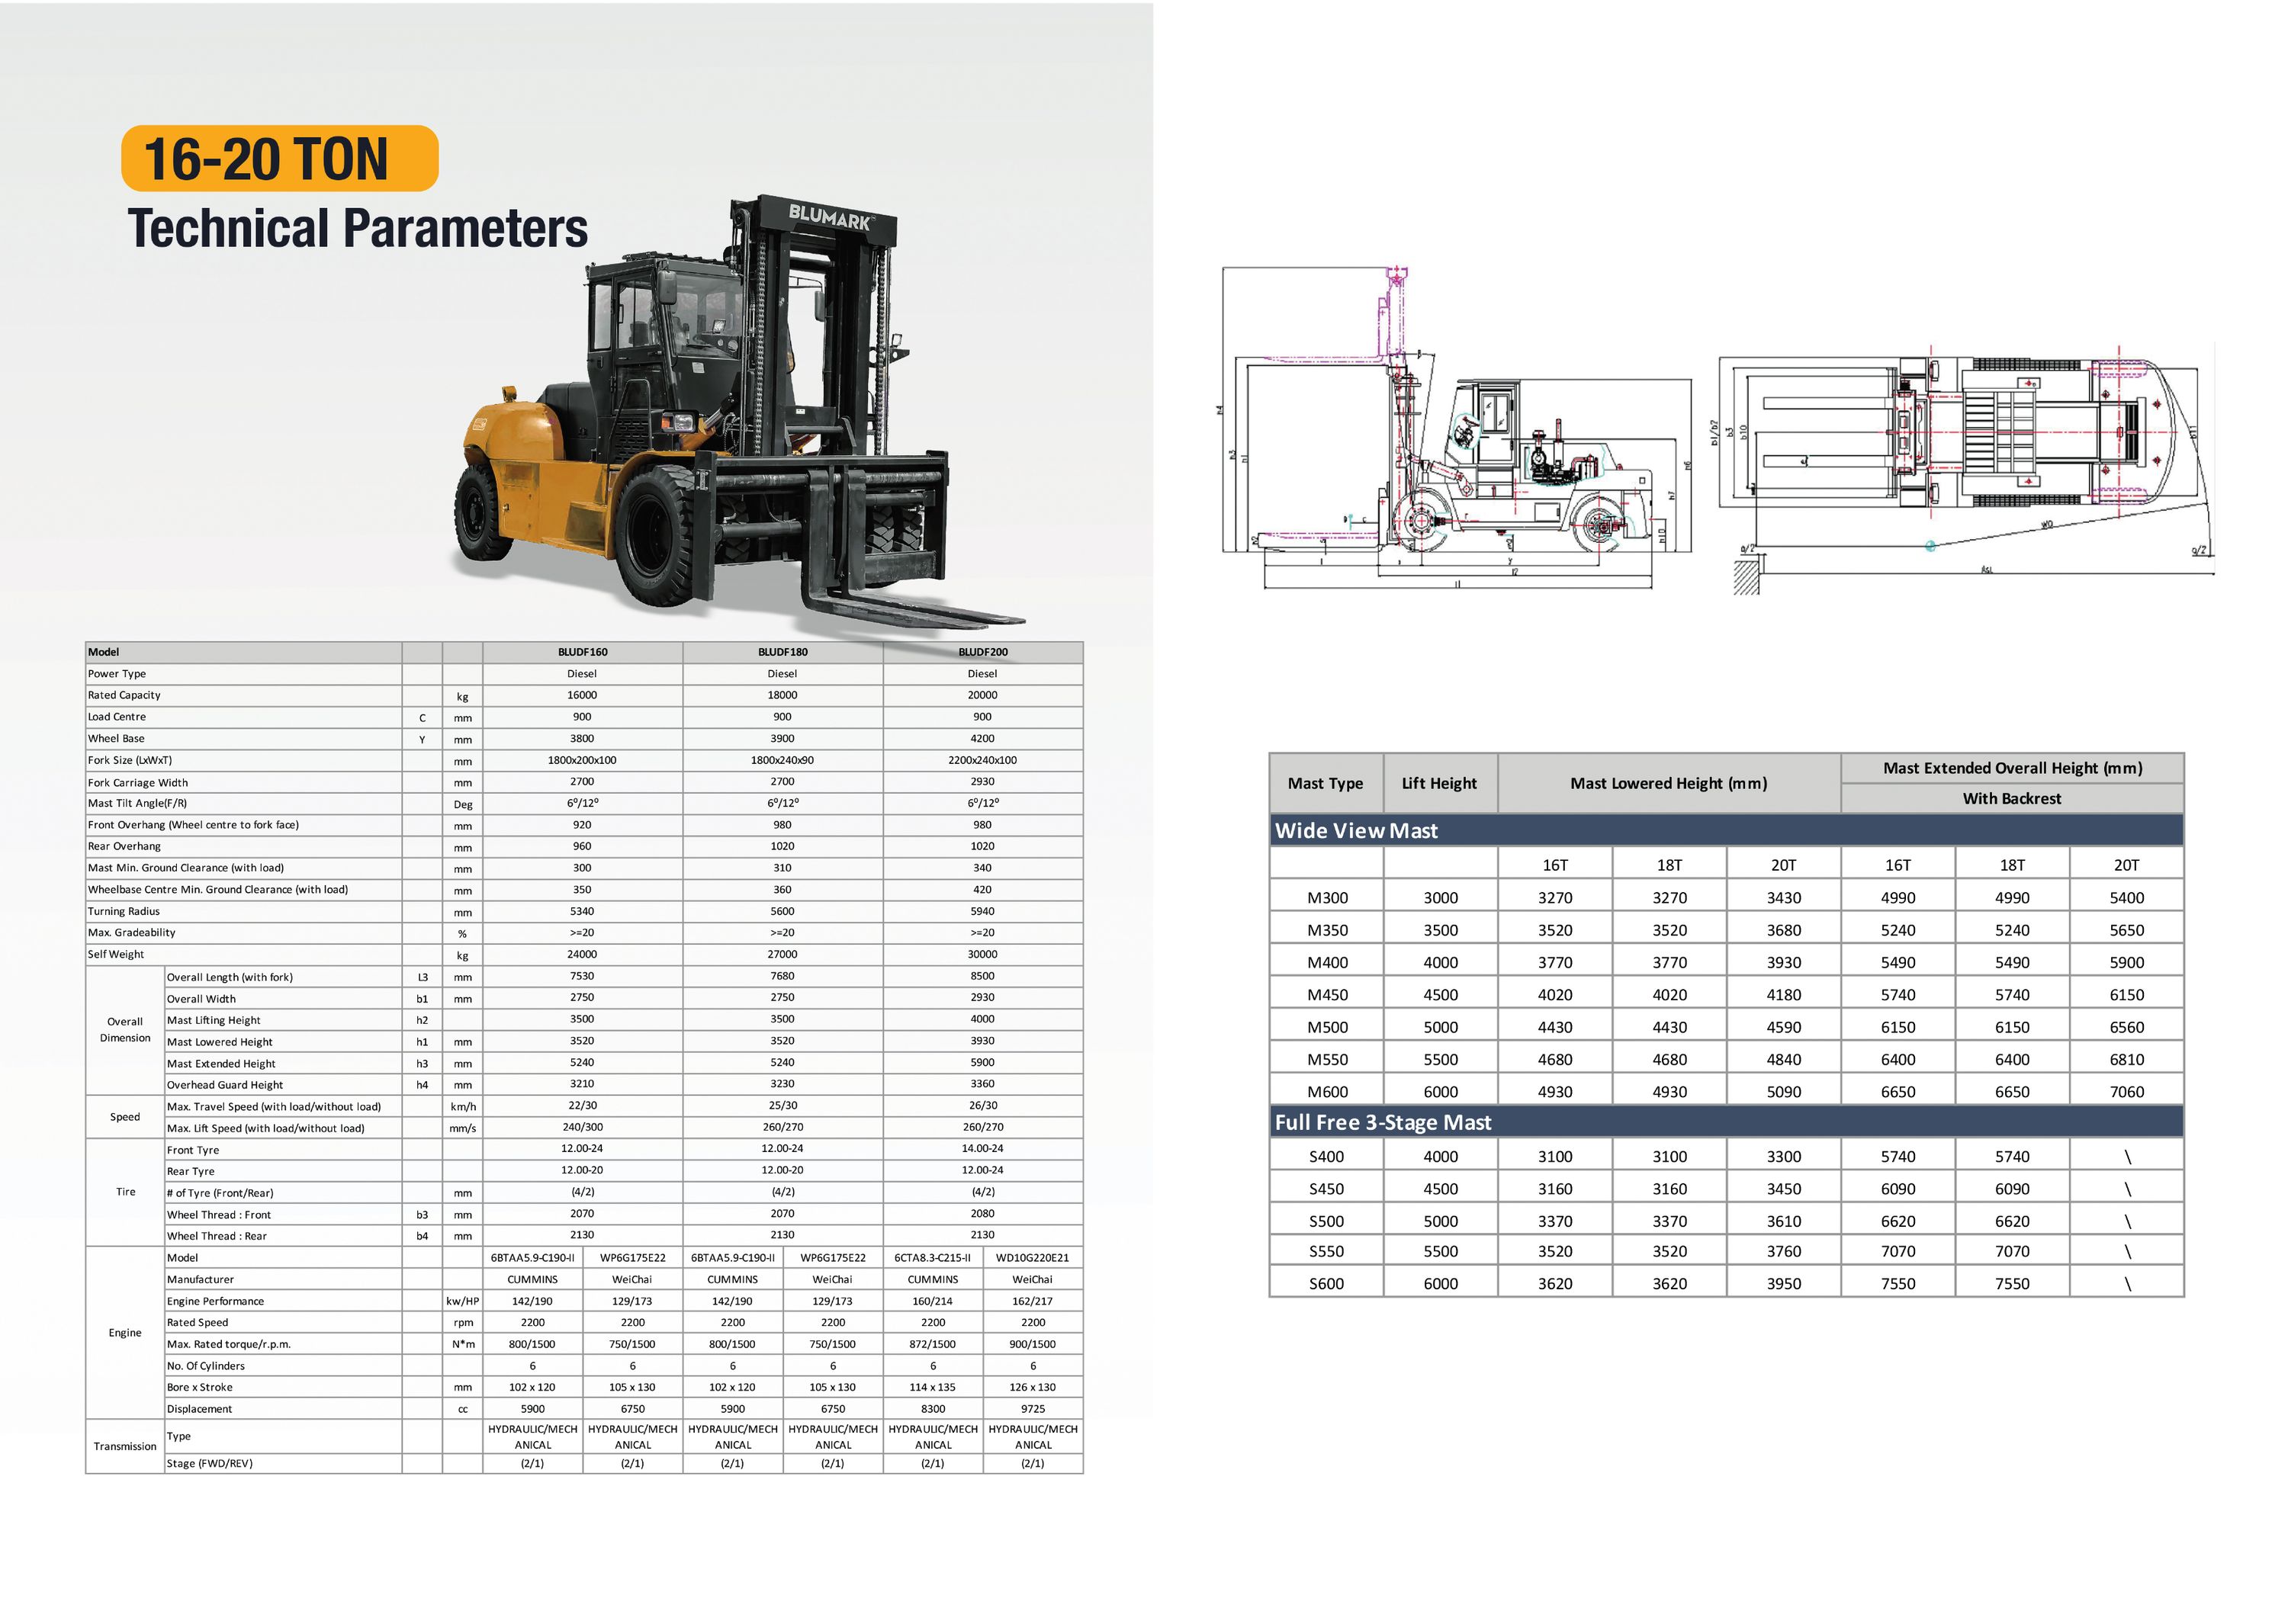 16-20 TON
Technical Parameters
BLUMARK
Model BLUDF160 BLUDF180 BLUDF200
Power Type Diesel Diesel Diesel
Rated Capacity kg 16000 18000 20000
Load Centre C mm 900 900 900
Wheel Base Y mm 3800 3900 4200
Fork Size (LxWxT) mm 1800x200x100 1800x240x90 2200x240x100
Fork Carriage Width mm 2700 2700 2930
Mast Tilt Angle(F/R) Deg 6⁰/12⁰ 6⁰/12⁰ 6⁰/12⁰
Front Overhang (Wheel centre to fork face) mm 920 980 980
Rear Overhang mm 960 1020 1020
Mast Min. Ground Clearance (with load) mm 300 310 340
Wheelbase Centre Min. Ground Clearance (with load) mm 350 360 420
Turning Radius mm 5340 5600 5940
Max. Gradeability % >=20 >=20 >=20
Self Weight kg 24000 27000 30000
Overall Dimension
Overall Length (with fork) L3 mm 7530 7680 8500
Overall Width b1 mm 2750 2750 2930
Mast Lifting Height h2 3500 3500 4000
Mast Lowered Height h1 mm 3520 3520 3930
Mast Extended Height h3 mm 5240 5240 5900
Overhead Guard Height h4 mm 3210 3230 3360
Speed
Max. Travel Speed (with load/without load) km/h 22/30 25/30 26/30
Max. Lift Speed (with load/without load) mm/s 240/300 260/270 260/270
Tire
Front Tyre 12.00-24 12.00-24 14.00-24
Rear Tyre 12.00-20 12.00-20 12.00-24
# of Tyre (Front/Rear) mm (4/2) (4/2) (4/2)
Wheel Thread : Front b3 mm 2070 2070 2080
Wheel Thread : Rear b4 mm 2130 2130 2130
Engine
Model 6BTAA5.9-C190-II WP6G175E22 6BTAA5.9-C190-II WP6G175E22 6CTA8.3-C215-II WD10G220E21
Manufacturer CUMMINS WeiChai CUMMINS WeiChai CUMMINS WeiChai
Engine Performance kw/HP 142/190 129/173 142/190 129/173 160/214 162/217
Rated Speed rpm 2200 2200 2200 2200 2200 2200
Max. Rated torque/r.p.m. N*m 800/1500 750/1500 800/1500 750/1500 872/1500 900/1500
No. Of Cylinders 6 6 6 6 6 6
Bore x Stroke mm 102 x 120 105 x 130 102 x 120 105 x 130 114 x 135 126 x 130
Displacement cc 5900 6750 5900 6750 8300 9725
Transmission
Type HYDRAULIC/MECHANICAL HYDRAULIC/MECHANICAL HYDRAULIC/MECHANICAL HYDRAULIC/MECHANICAL HYDRAULIC/MECHANICAL HYDRAULIC/MECHANICAL
Stage (FWD/REV) (2/1) (2/1) (2/1) (2/1) (2/1) (2/1)
h4 h3 h1 h2 h6 h7 h10
l y l2
l1
b1/b2 b3 b10 b11
a/2 a/2
Mast Type Lift Height Mast Lowered Height (mm) Mast Extended Overall Height (mm)
With Backrest
Wide View Mast
16T 18T 20T 16T 18T 20T
M300 3000 3270 3270 3430 4990 4990 5400
M350 3500 3520 3520 3680 5240 5240 5650
M400 4000 3770 3770 3930 5490 5490 5900
M450 4500 4020 4020 4180 5740 5740 6150
M500 5000 4430 4430 4590 6150 6150 6560
M550 5500 4680 4680 4840 6400 6400 6810
M600 6000 4930 4930 5090 6650 6650 7060
Full Free 3-Stage Mast
S400 4000 3100 3100 3300 5740 5740 \
S450 4500 3160 3160 3450 6090 6090 \
S500 5000 3370 3370 3610 6620 6620 \
S550 5500 3520 3520 3760 7070 7070 \
S600 6000 3620 3620 3950 7550 7550 \